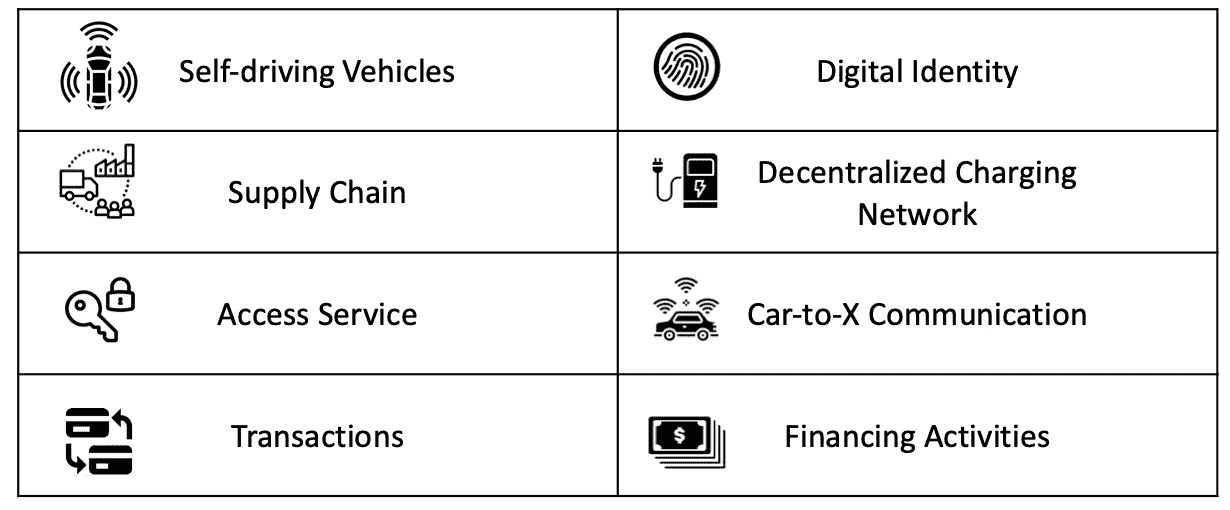 Self-driving Vehicles
Digital Identity
Supply Chain
Decentralized Charging
Network
Access Service
Car-to-X Communication
Transactions
$
Financing Activities